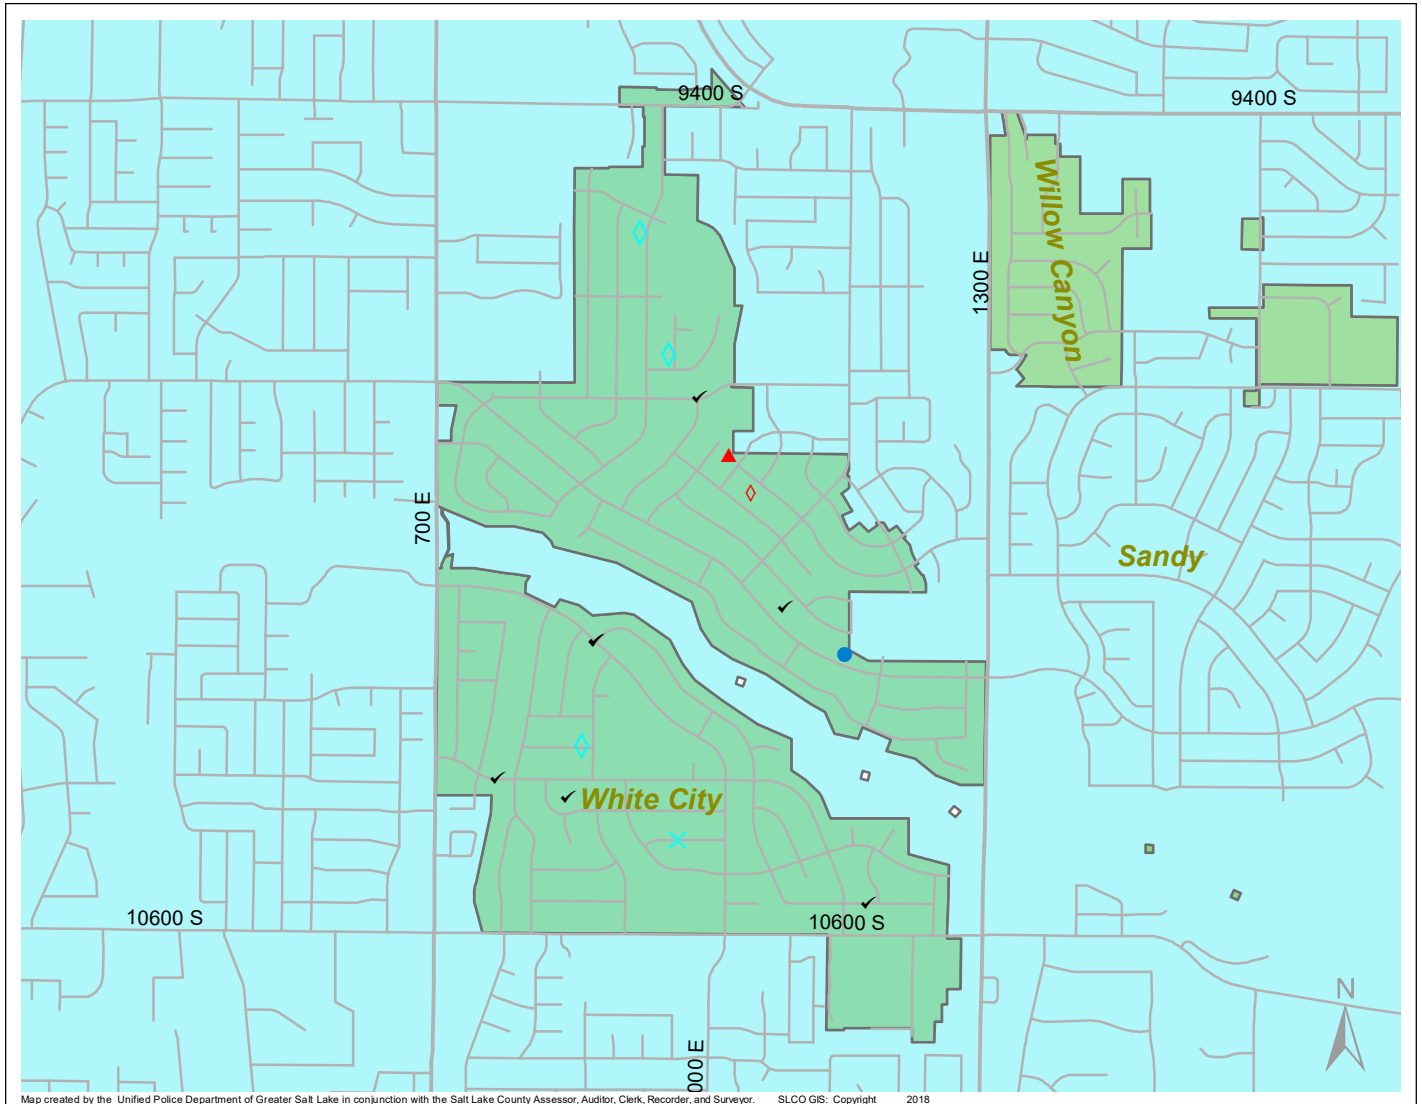 9400 S
9400 S
Willow Canyon
1300 E
700 E
Sandy
White City
10600 S
10600 S
N
000 E
Map created by the Unified Police Department of Greater Salt Lake in conjunction with the Salt Lake County Assessor, Auditor, Clerk, Recorder, and Surveyor. SLCO GIS: Copyright 2018